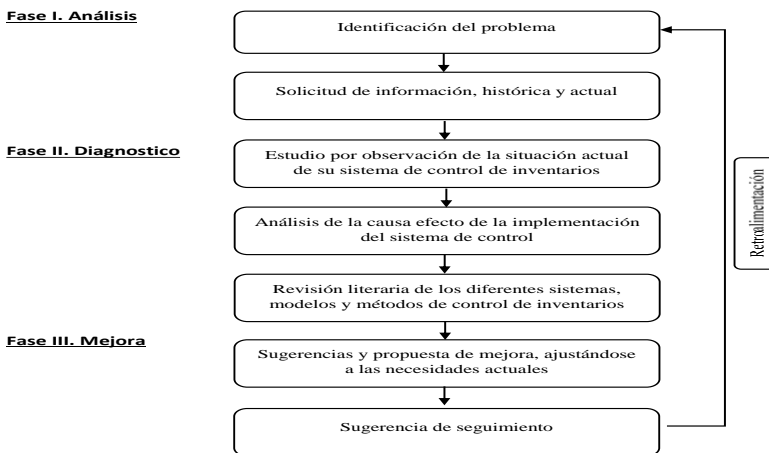 Fase I. Análisis
Identificación del problema
Solicitud de información, histórica y actual
Fase II. Diagnostico
Estudio por observación de la situación actual
de su sistema de control de inventarios
Análisis de la causa efecto de la implementación
del sistema de control
Revisión literaria de los diferentes sistemas,
modelos y métodos de control de inventarios
Fase III. Mejora
Sugerencias y propuesta de mejora, ajustándose
a las necesidades actuales
Sugerencia de seguimiento
Retroalimentación